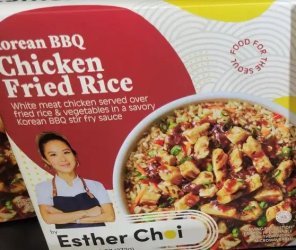 Korean BBQ
Chicken
Fried Rice
White meat chicken served over
fried rice & vegetables in a savory
Korean BBQ stir fry sauce
FOOD FOR THE SEOUL
by
Esther Choi